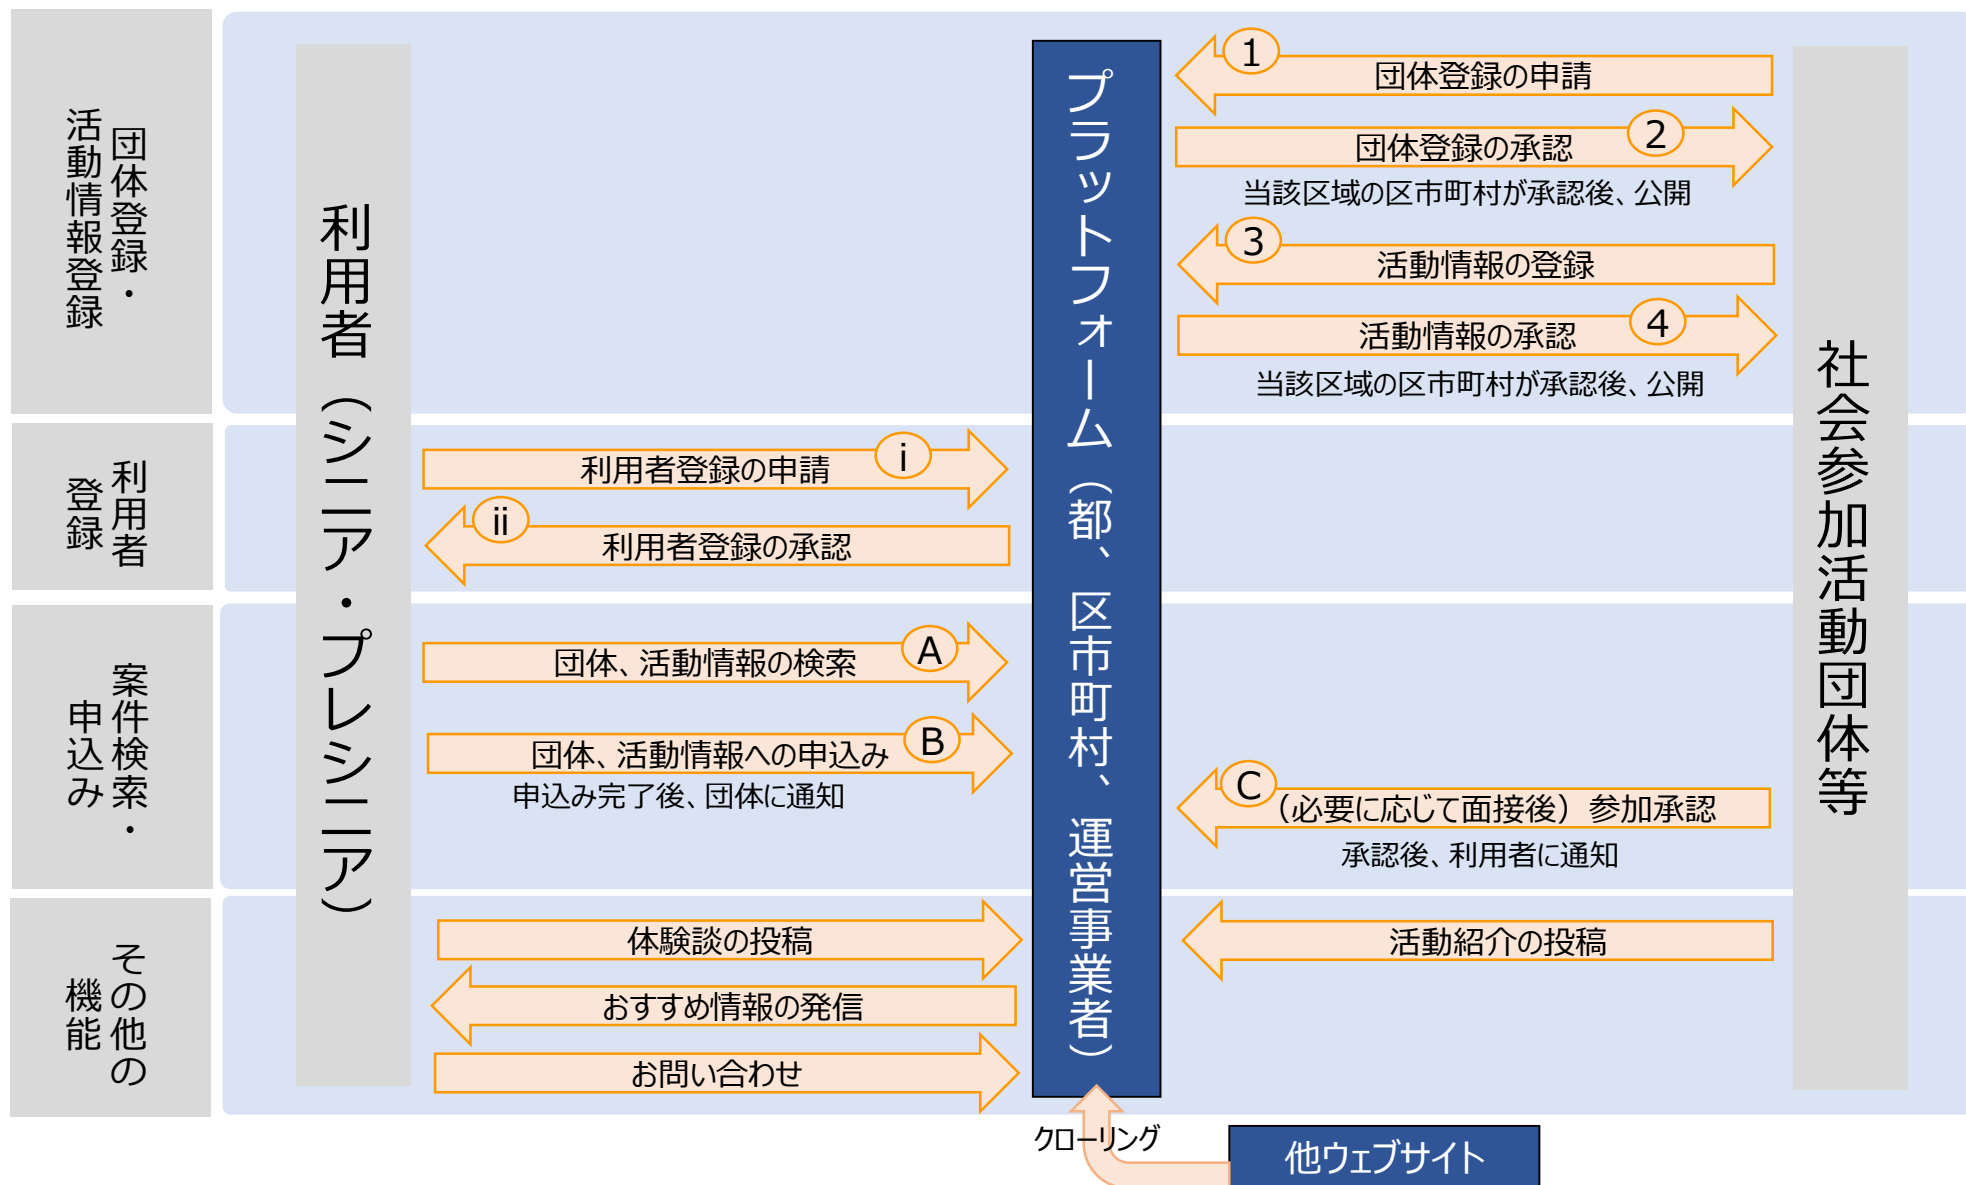 団体登録・
活動情報登録
利用者
登録
案件検索・
申込み
その他の
機能
利用者（シニア・プレシニア）
プラットフォーム（都、区市町村、運営事業者）
社会参加活動団体等
1
団体登録の申請
2
団体登録の承認
当該区域の区市町村が承認後、公開
3
活動情報の登録
4
活動情報の承認
当該区域の区市町村が承認後、公開
i
利用者登録の申請
ii
利用者登録の承認
A
団体、活動情報の検索
B
団体、活動情報への申込み
申込み完了後、団体に通知
C
（必要に応じて面接後）参加承認
承認後、利用者に通知
体験談の投稿
活動紹介の投稿
おすすめ情報の発信
お問い合わせ
クローリング
他ウェブサイト